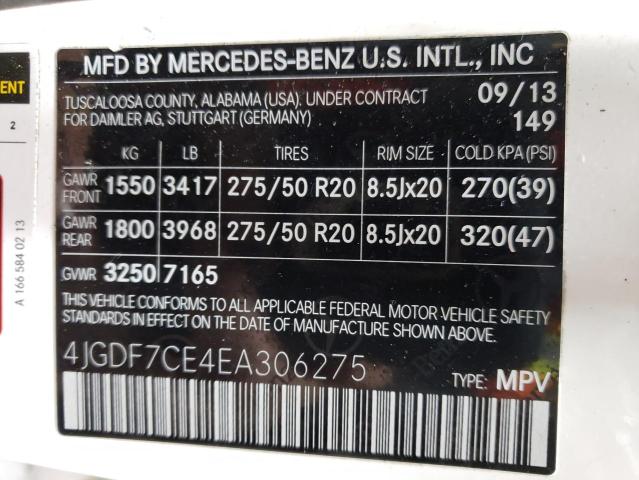 MFD BY MERCEDES-BENZ U.S. INTL., INC
TUSCALOOSA COUNTY, ALABAMA (USA). UNDER CONTRACT 09/13
FOR DAIMLER AG, STUTTGART (GERMANY) 149
KG LB TIRES RIM SIZE COLD KPA (PSI)
GAWR FRONT 1550 3417 275/50 R20 8.5Jx20 270(39)
GAWR REAR 1800 3968 275/50 R20 8.5Jx20 320(47)
GVWR 3250 7165
THIS VEHICLE CONFORMS TO ALL APPLICABLE FEDERAL MOTOR VEHICLE SAFETY
STANDARDS IN EFFECT ON THE DATE OF MANUFACTURE SHOWN ABOVE.
4JGDF7CE4EA306275
TYPE: MPV
2
A 166 584 02 13